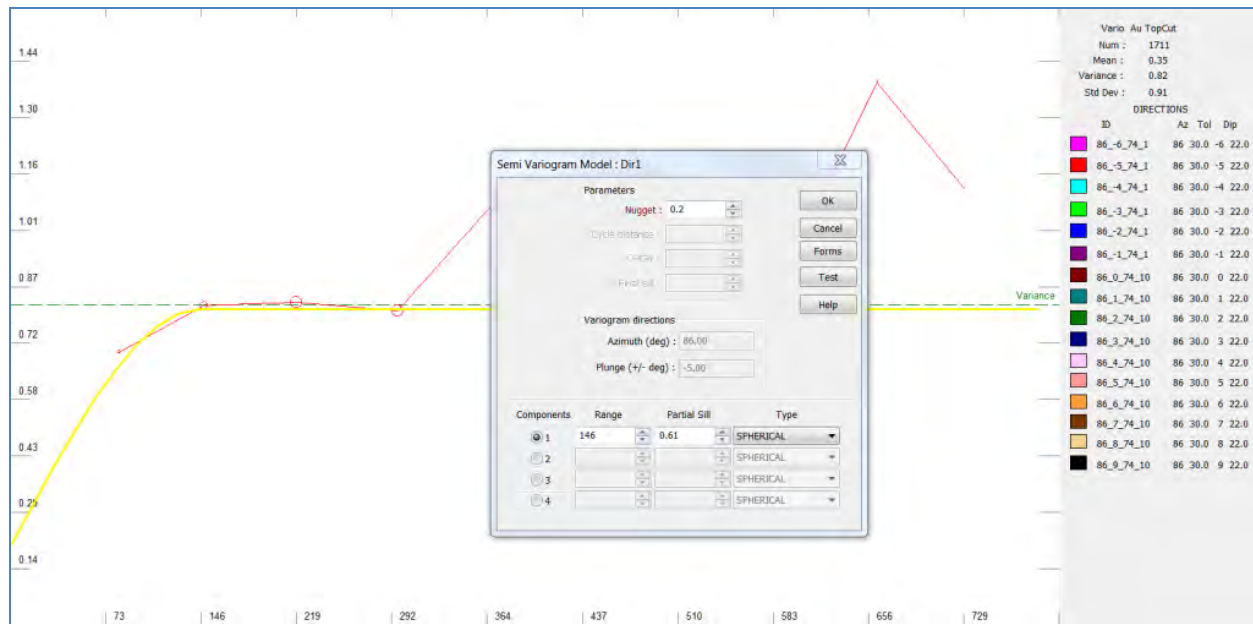 1.44
1.30
1.16
1.01
0.87
0.72
0.58
0.43
0.14
73 146 219 292 364 437 510 583 656 729
Variance
Semi Variogram Model : Dir1
Parameters
Nugget : 0.2
Cycle distance :
Final sill :
OK
Cancel
Forms
Test
Help
Variogram directions
Azimuth (deg) : 86.00
Plunge (+/- deg) : -5.00
Components Range Partial Sill Type
1 146 0.61 SPHERICAL
2 SPHERICAL
3 SPHERICAL
4 SPHERICAL
Vario Au TopCut
Num : 1711
Mean : 0.35
Variance : 0.82
Std Dev : 0.91
DIRECTIONS
ID Az Tol Dip
86_-6_74_1 86 30.0 -6 22.0
86_-5_74_1 86 30.0 -5 22.0
86_-4_74_1 86 30.0 -4 22.0
86_-3_74_1 86 30.0 -3 22.0
86_-2_74_1 86 30.0 -2 22.0
86_-1_74_1 86 30.0 -1 22.0
86_0_74_10 86 30.0 0 22.0
86_1_74_10 86 30.0 1 22.0
86_2_74_10 86 30.0 2 22.0
86_3_74_10 86 30.0 3 22.0
86_4_74_10 86 30.0 4 22.0
86_5_74_10 86 30.0 5 22.0
86_6_74_10 86 30.0 6 22.0
86_7_74_10 86 30.0 7 22.0
86_8_74_10 86 30.0 8 22.0
86_9_74_10 86 30.0 9 22.0